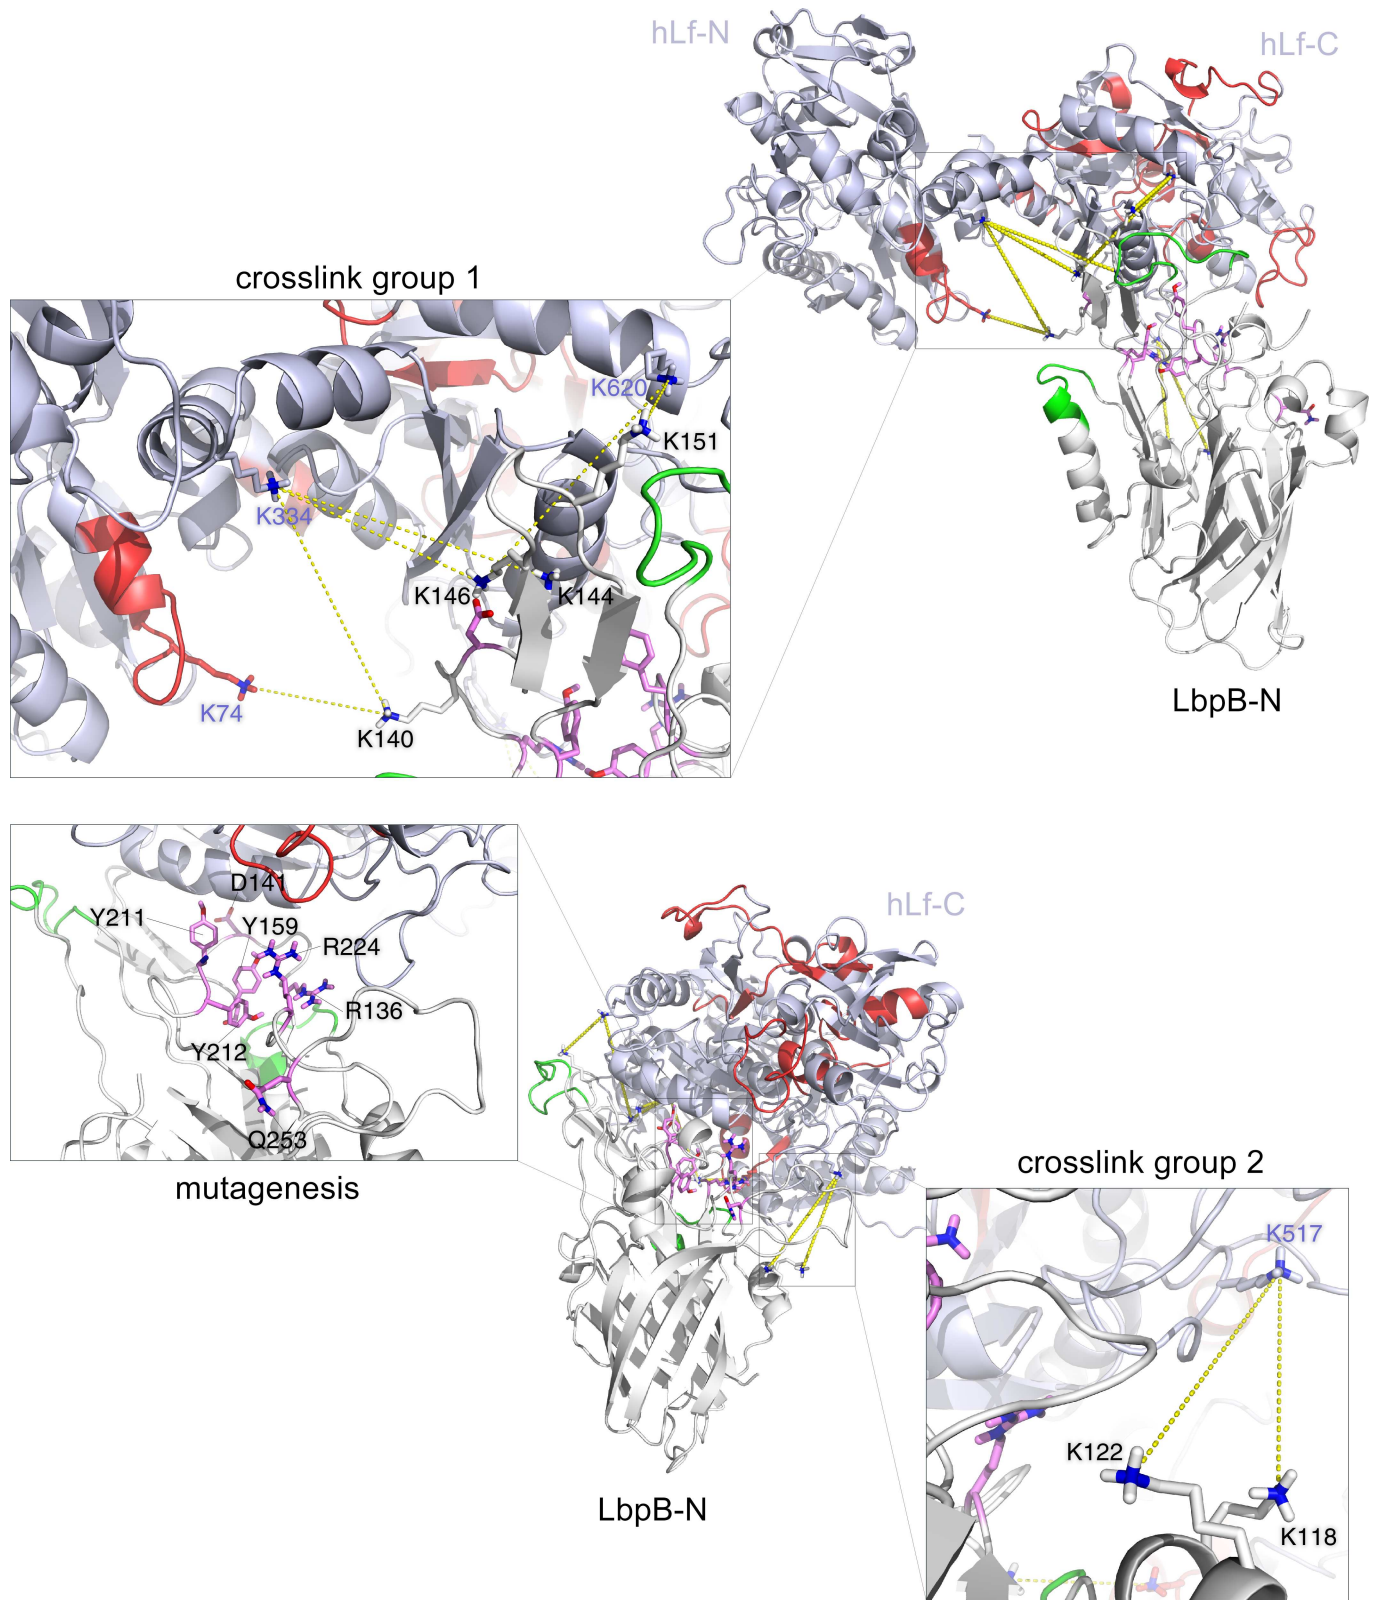 hLf-N
hLf-C
crosslink group 1
K620
K151
K334
K146
K144
K74
K140
LbpB-N
D141
Y211
Y159
R224
R136
Y212
Q253
mutagenesis
hLf-C
crosslink group 2
K517
K122
K118
LbpB-N